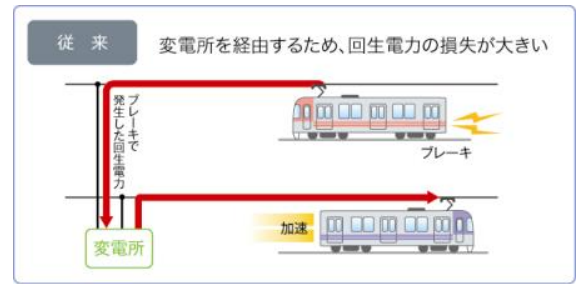 従 来
変電所を経由するため、回生電力の損失が大きい
ブレーキで
発生した回生電力
ブレーキ
加速
変電所